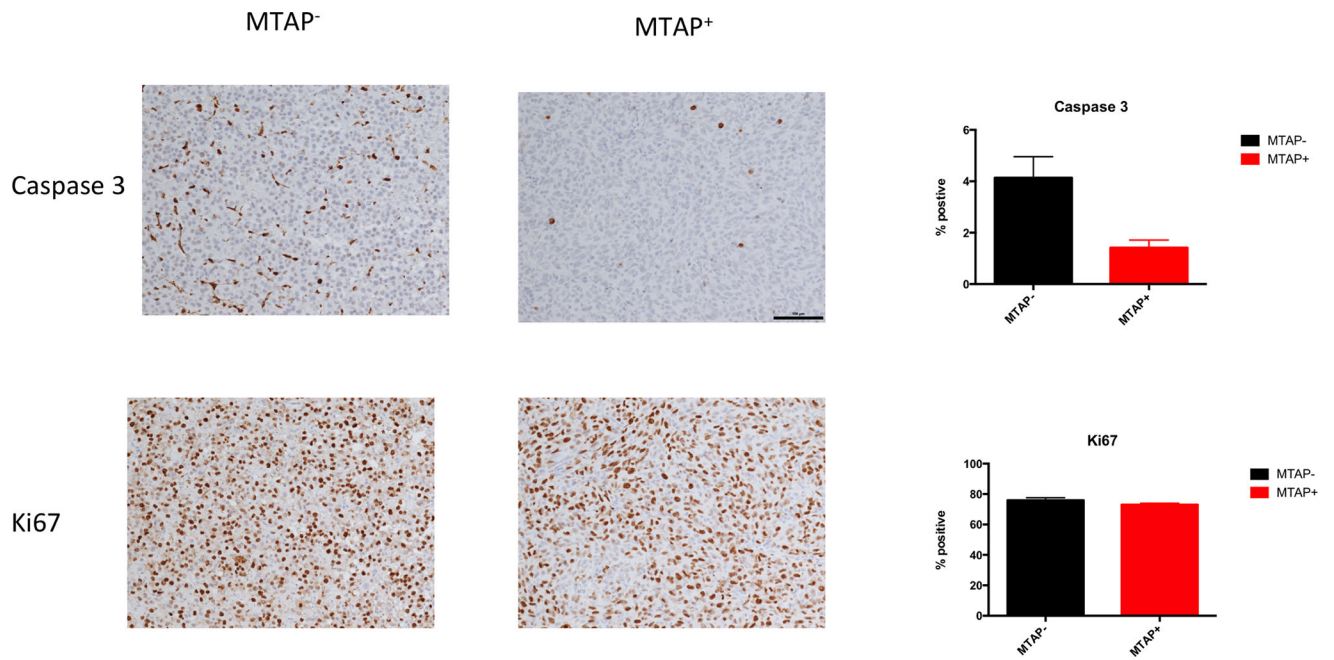 MTAP⁻
MTAP⁺
Caspase 3
Caspase 3
% postive
6
4
2
0
MTAP-
MTAP+
MTAP-
MTAP+
Ki67
Ki67
% positive
100
80
60
40
20
0
MTAP-
MTAP+
MTAP-
MTAP+